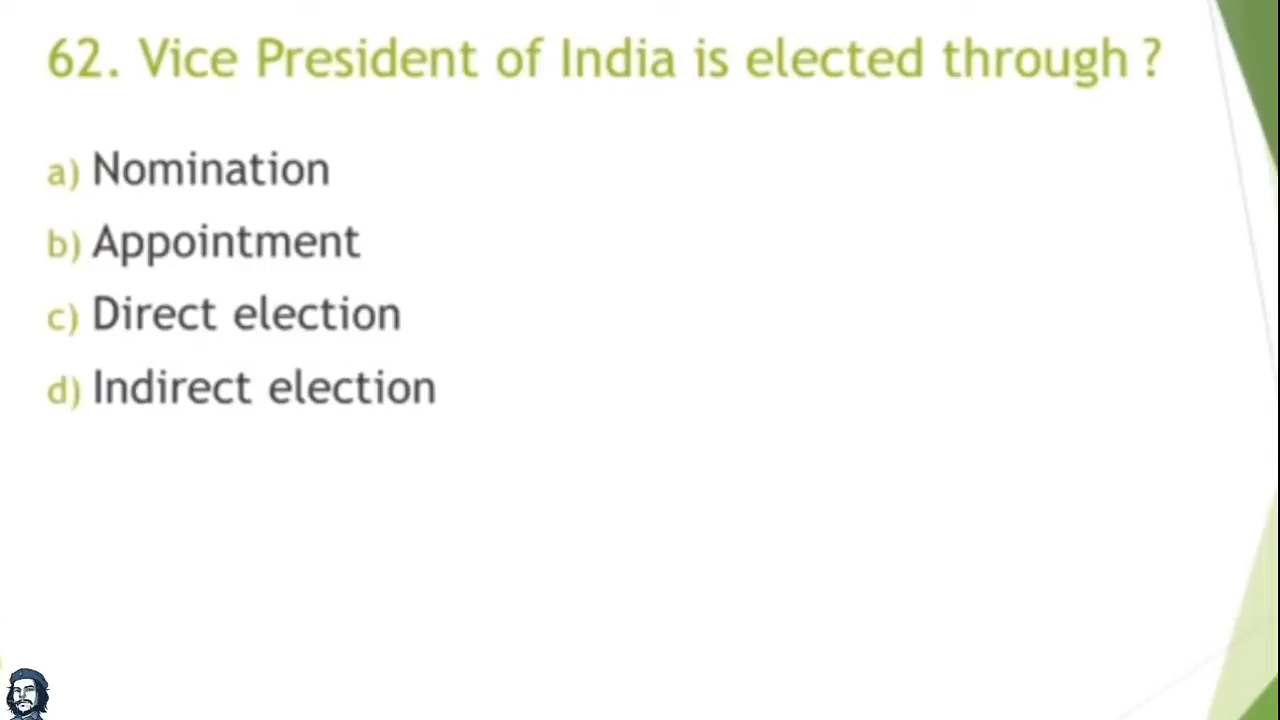 62. Vice President of India is elected through ?
a) Nomination
b) Appointment
c) Direct election
d) Indirect election